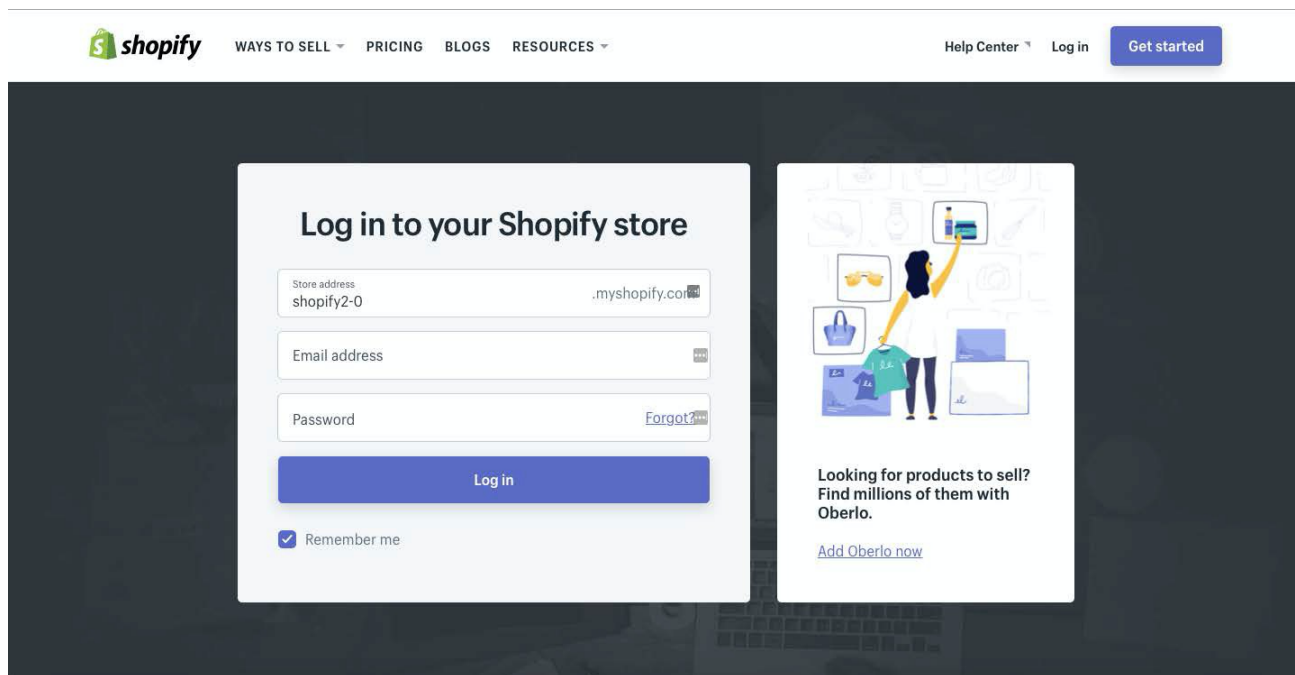 shopify
WAYS TO SELL PRICING BLOGS RESOURCES
Help Center Log in Get started
Log in to your Shopify store
Store address
shopify2-0 .myshopify.com
Email address
Password Forgot?
Log in
Remember me
Looking for products to sell?
Find millions of them with
Oberlo.
Add Oberlo now